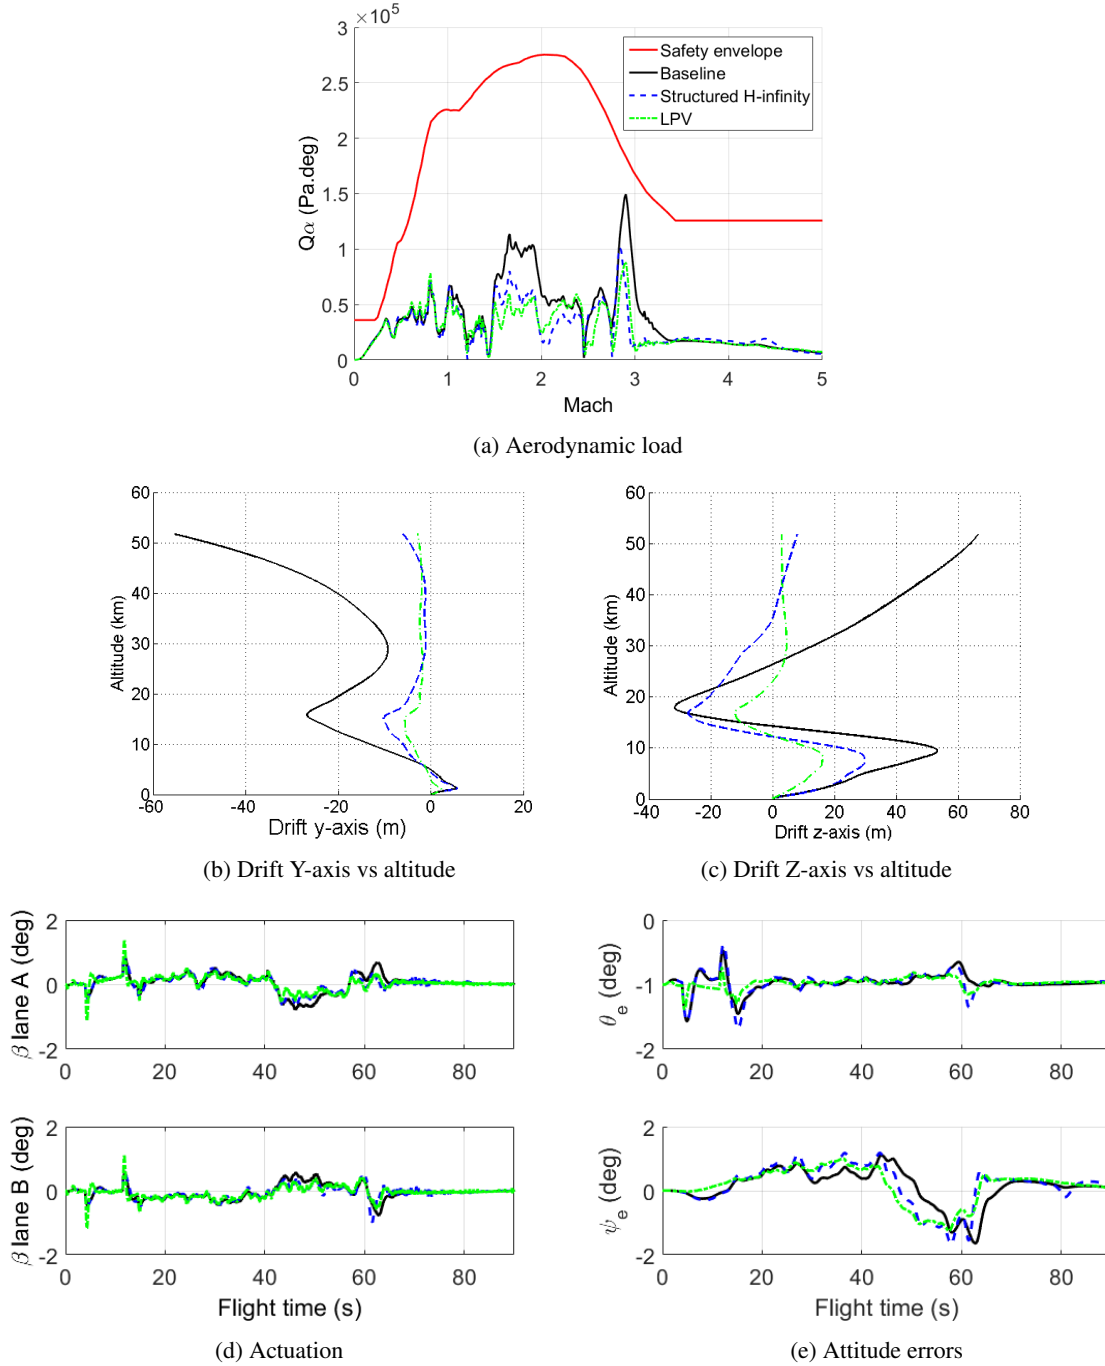 ×10⁵
3
2.5
2
1.5
1
0.5
0
Qα (Pa.deg)
Safety envelope
Baseline
Structured H-infinity
LPV
0 1 2 3 4 5
Mach
(a) Aerodynamic load
60
50
40
30
20
10
0
Altitude (km)
-60 -40 -20 0 20
Drift y-axis (m)
(b) Drift Y-axis vs altitude
60
50
40
30
20
10
0
Altitude (km)
-40 -20 0 20 40 60 80
Drift z-axis (m)
(c) Drift Z-axis vs altitude
2
0
-2
β lane A (deg)
0 20 40 60 80
2
0
-2
β lane B (deg)
0 20 40 60 80
Flight time (s)
(d) Actuation
0
-1
-2
θe (deg)
0 20 40 60 80
2
0
-2
ψe (deg)
0 20 40 60 80
Flight time (s)
(e) Attitude errors